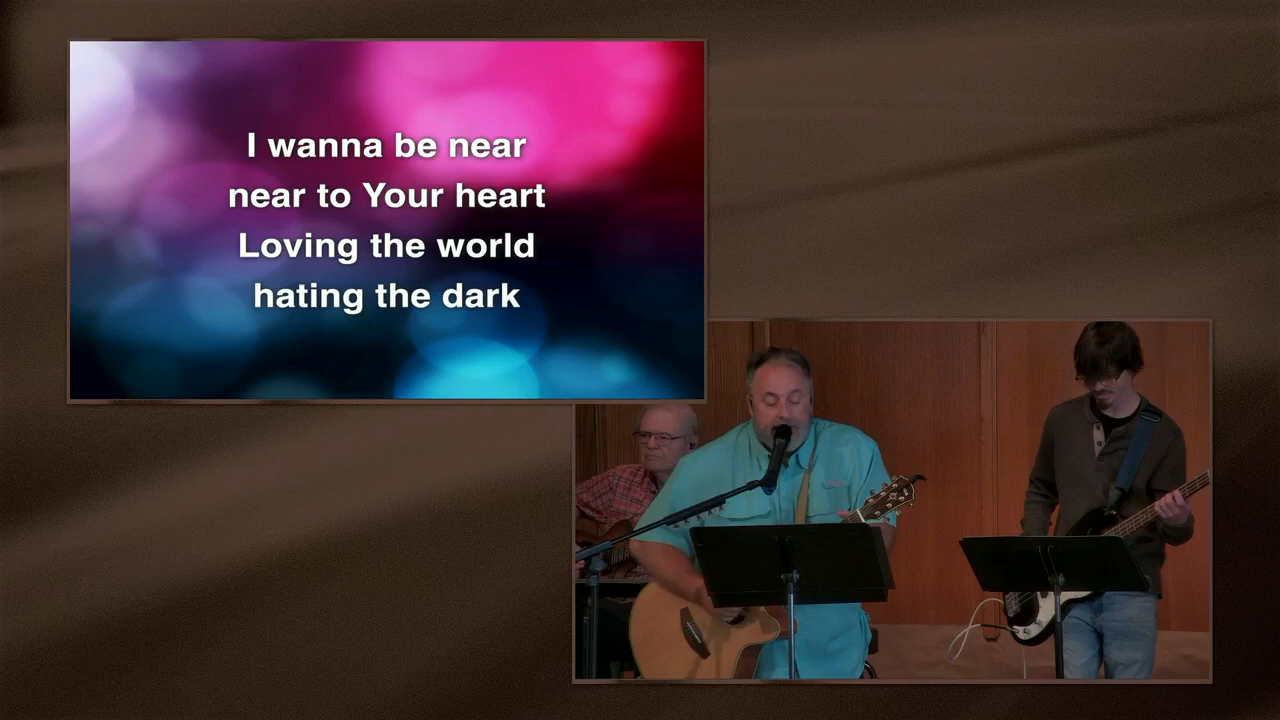 I wanna be near
near to Your heart
Loving the world
hating the dark